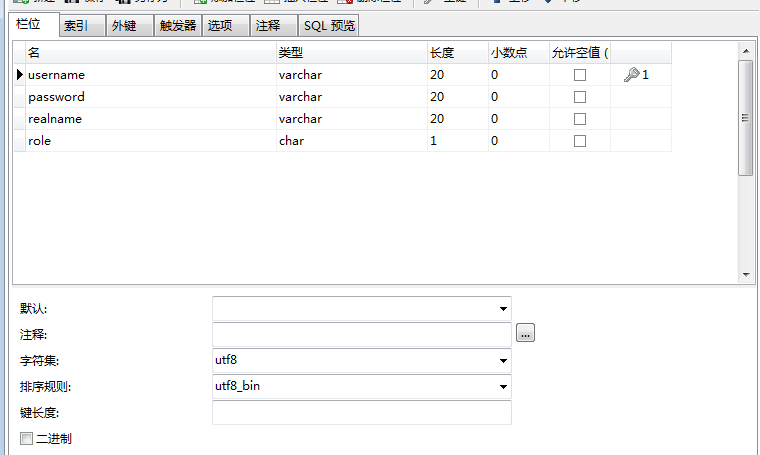 栏位 索引 外键 触发器 选项 注释 SQL 预览
名 类型 长度 小数点 允许空值 (
username varchar 20 0 1
password varchar 20 0
realname varchar 20 0
role char 1 0
默认:
注释: ...
字符集: utf8
排序规则: utf8_bin
键长度:
二进制